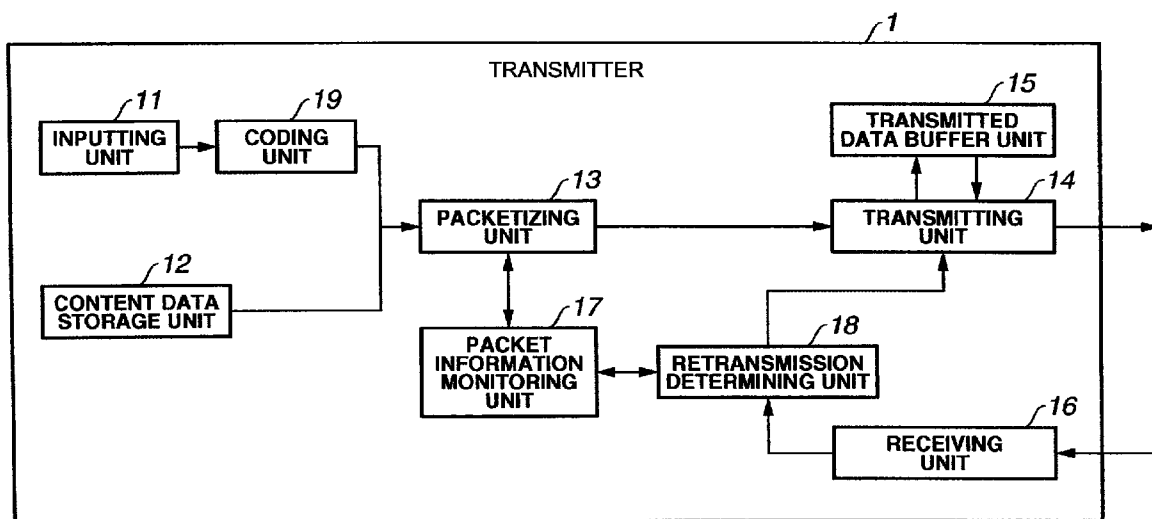 1
TRANSMITTER
11
INPUTTING
UNIT
19
CODING
UNIT
15
TRANSMITTED
DATA BUFFER UNIT
13
PACKETIZING
UNIT
14
TRANSMITTING
UNIT
12
CONTENT DATA
STORAGE UNIT
17
PACKET
INFORMATION
MONITORING
UNIT
18
RETRANSMISSION
DETERMINING UNIT
16
RECEIVING
UNIT